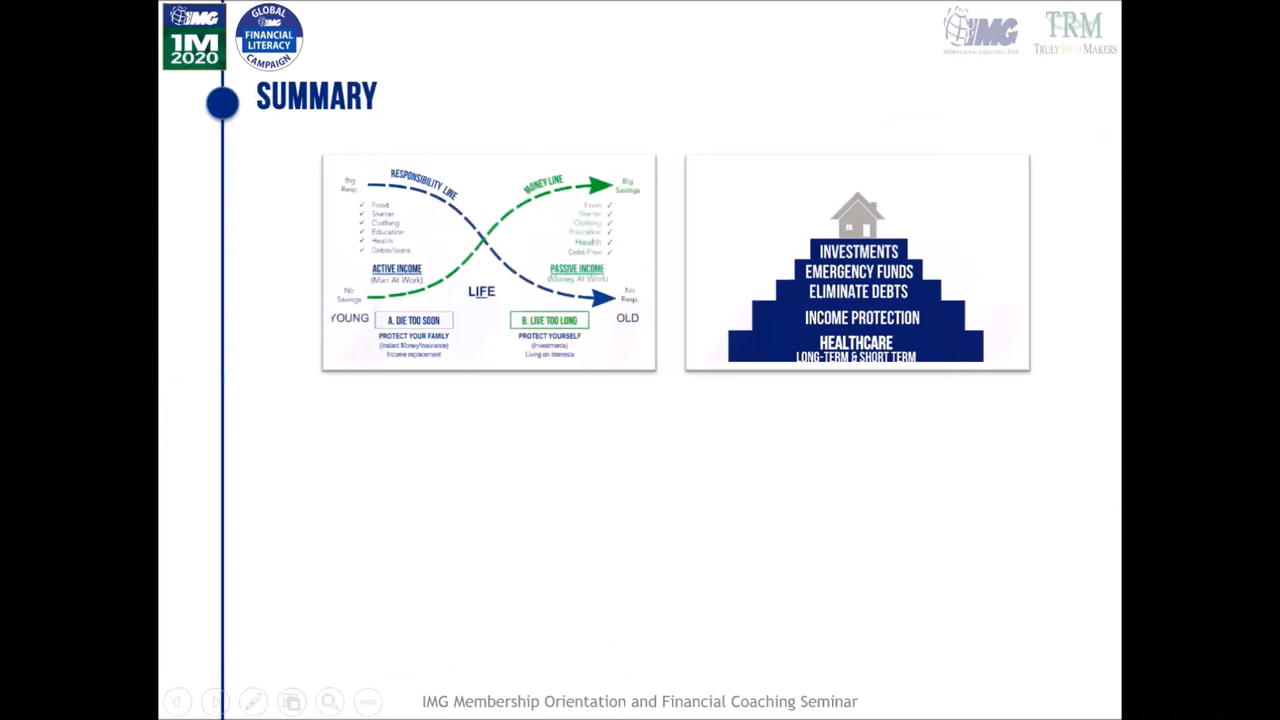 IMG
1M
2020
GLOBAL
IMG
FINANCIAL
LITERACY
CAMPAIGN
IMG
INTERNATIONAL MARKETING GROUP
TRM
TRULY RICH MAKERS
SUMMARY
Big
Resp.
RESPONSIBILITY LINE
MONEY LINE
Big
Savings
✓ Food
✓ Shelter
✓ Clothing
✓ Education
✓ Health
✓ Debts/loans
Food ✓
Shelter ✓
Clothing ✓
Education ✓
Health ✓
Debt-Free ✓
ACTIVE INCOME
(Man At Work)
PASSIVE INCOME
(Money At Work)
No
Savings
LIFE
No
Resp.
YOUNG
A. DIE TOO SOON
B. LIVE TOO LONG
OLD
PROTECT YOUR FAMILY
(Instant Money/Insurance)
Income replacement
PROTECT YOURSELF
(Investments)
Living on Interests
INVESTMENTS
EMERGENCY FUNDS
ELIMINATE DEBTS
INCOME PROTECTION
HEALTHCARE
LONG-TERM & SHORT TERM
IMG Membership Orientation and Financial Coaching Seminar